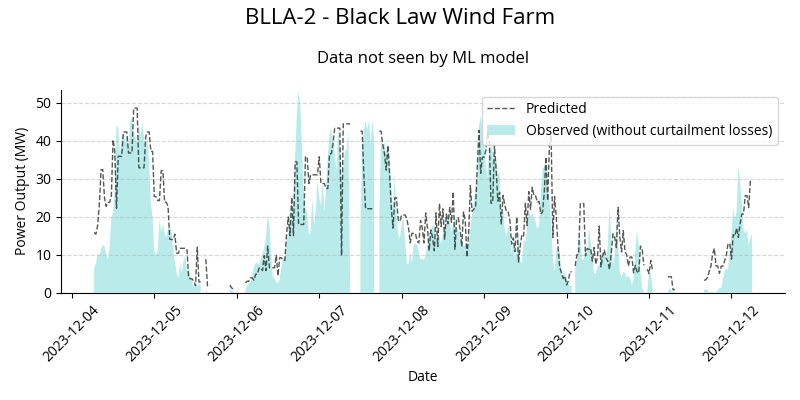 BLLA-2 - Black Law Wind Farm
Data not seen by ML model
Power Output (MW)
50
40
30
20
10
0
Predicted
Observed (without curtailment losses)
2023-12-04
2023-12-05
2023-12-06
2023-12-07
2023-12-08
2023-12-09
2023-12-10
2023-12-11
2023-12-12
Date